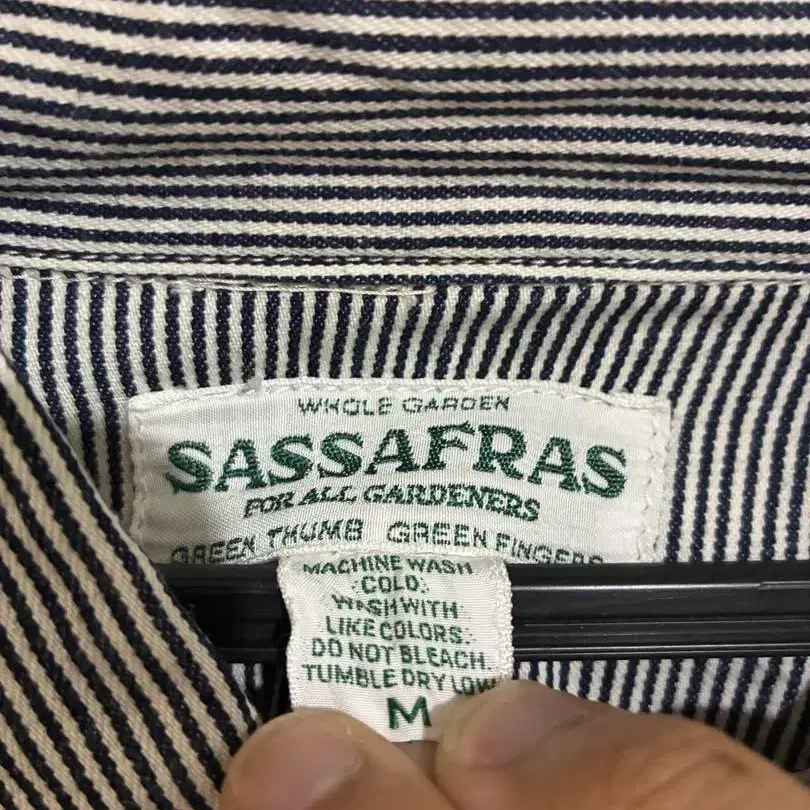 WHOLE GARDEN
SASSAFRAS
FOR ALL GARDENERS
GREEN THUMB GREEN FINGERS
MACHINE WASH
COLD.
WASH WITH
LIKE COLORS.
DO NOT BLEACH.
TUMBLE DRY LOW
M